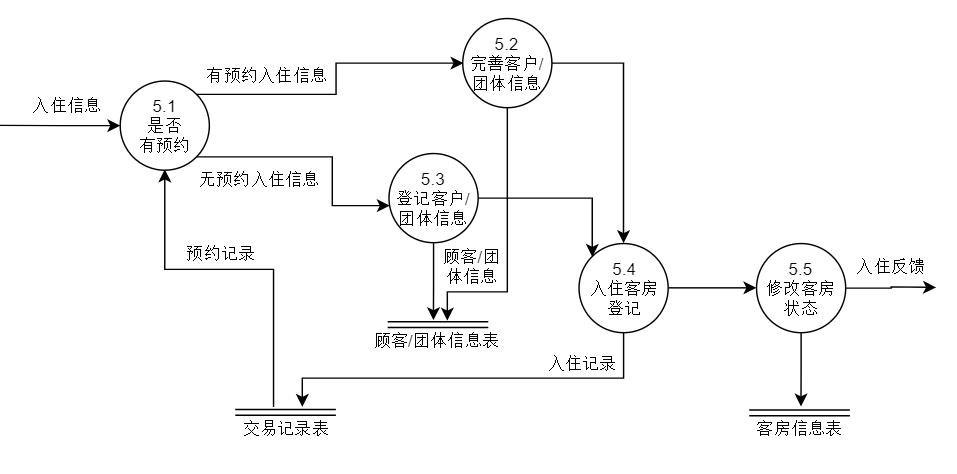 5.2
完善客户/
团体信息
有预约入住信息
入住信息
5.1
是否
有预约
无预约入住信息
5.3
登记客户/
团体信息
预约记录
顾客/团
体信息
5.4
入住客房
登记
5.5
修改客房
状态
入住反馈
顾客/团体信息表
入住记录
交易记录表
客房信息表